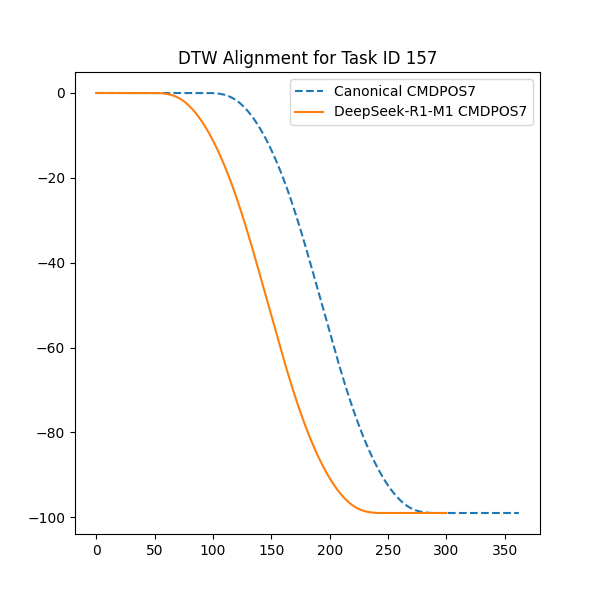 DTW Alignment for Task ID 157
Canonical CMDPOS7
DeepSeek-R1-M1 CMDPOS7
0
−20
−40
−60
−80
−100
0 50 100 150 200 250 300 350